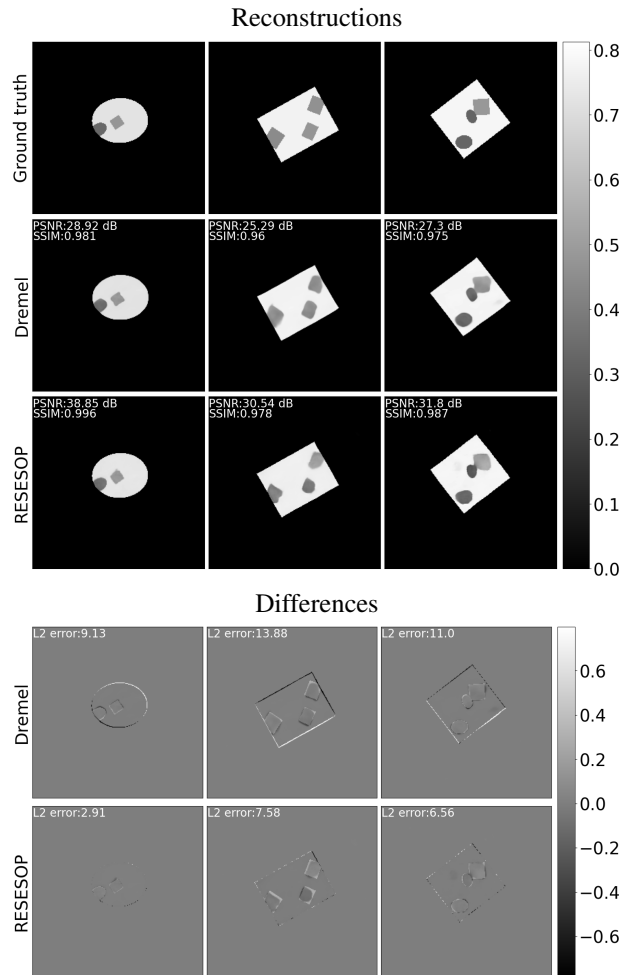 Reconstructions
Ground truth
0.8
0.7
0.6
0.5
0.4
0.3
0.2
0.1
0.0
Dremel
PSNR:28.92 dB
SSIM:0.981
PSNR:25.29 dB
SSIM:0.96
PSNR:27.3 dB
SSIM:0.975
RESESOP
PSNR:38.85 dB
SSIM:0.996
PSNR:30.54 dB
SSIM:0.978
PSNR:31.8 dB
SSIM:0.987
Differences
Dremel
L2 error:9.13
L2 error:13.88
L2 error:11.0
RESESOP
L2 error:2.91
L2 error:7.58
L2 error:6.56
0.6
0.4
0.2
0.0
−0.2
−0.4
−0.6